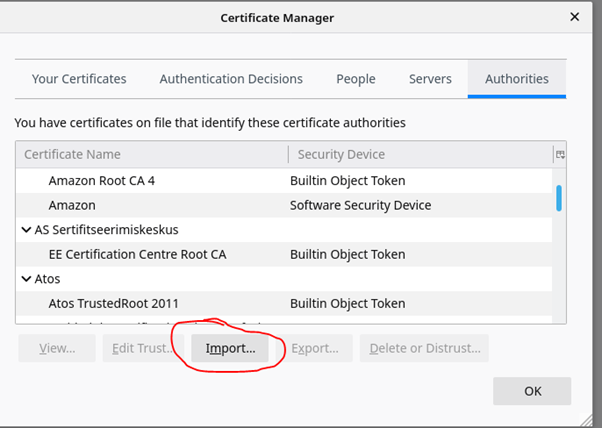 Certificate Manager
Your Certificates Authentication Decisions People Servers Authorities
You have certificates on file that identify these certificate authorities
Certificate Name Security Device
Amazon Root CA 4 Builtin Object Token
Amazon Software Security Device
AS Sertifitseerimiskeskus
EE Certification Centre Root CA Builtin Object Token
Atos
Atos TrustedRoot 2011 Builtin Object Token
View... Edit Trust... Import... Export... Delete or Distrust...
OK